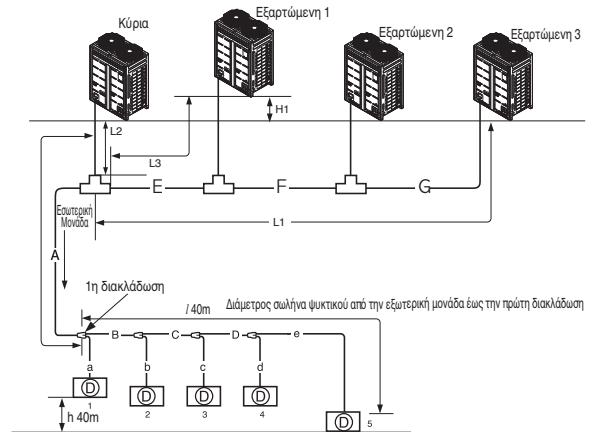 Κύρια
Εξαρτώμενη 1
Εξαρτώμενη 2
Εξαρτώμενη 3
H1
L2
L3
E
F
G
Εσωτερική
Μονάδα
L1
A
1η διακλάδωση
l 40m
Διάμετρος σωλήνα ψυκτικού από την εξωτερική μονάδα έως την πρώτη διακλάδωση
B
C
D
e
a
b
c
d
D
D
D
D
D
1
2
3
4
5
h 40m